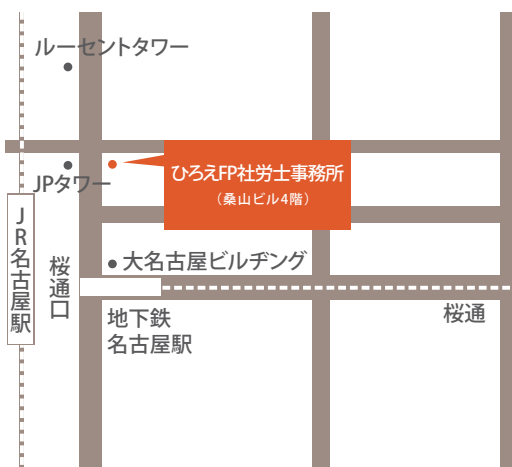 ルーセントタワー
ひろえFP社労士事務所
（桑山ビル4階）
JPタワー
JR名古屋駅
桜通口
大名古屋ビルヂング
地下鉄
名古屋駅
桜通